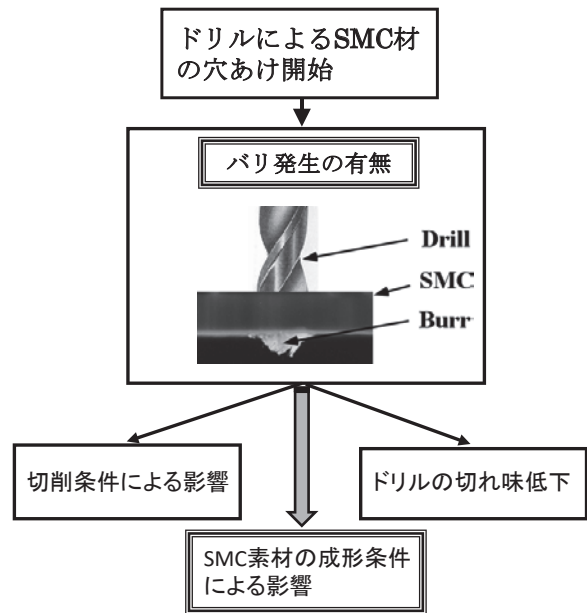 ドリルによるSMC材
の穴あけ開始
バリ発生の有無
Drill
SMC
Burr
切削条件による影響
ドリルの切れ味低下
SMC素材の成形条件
による影響